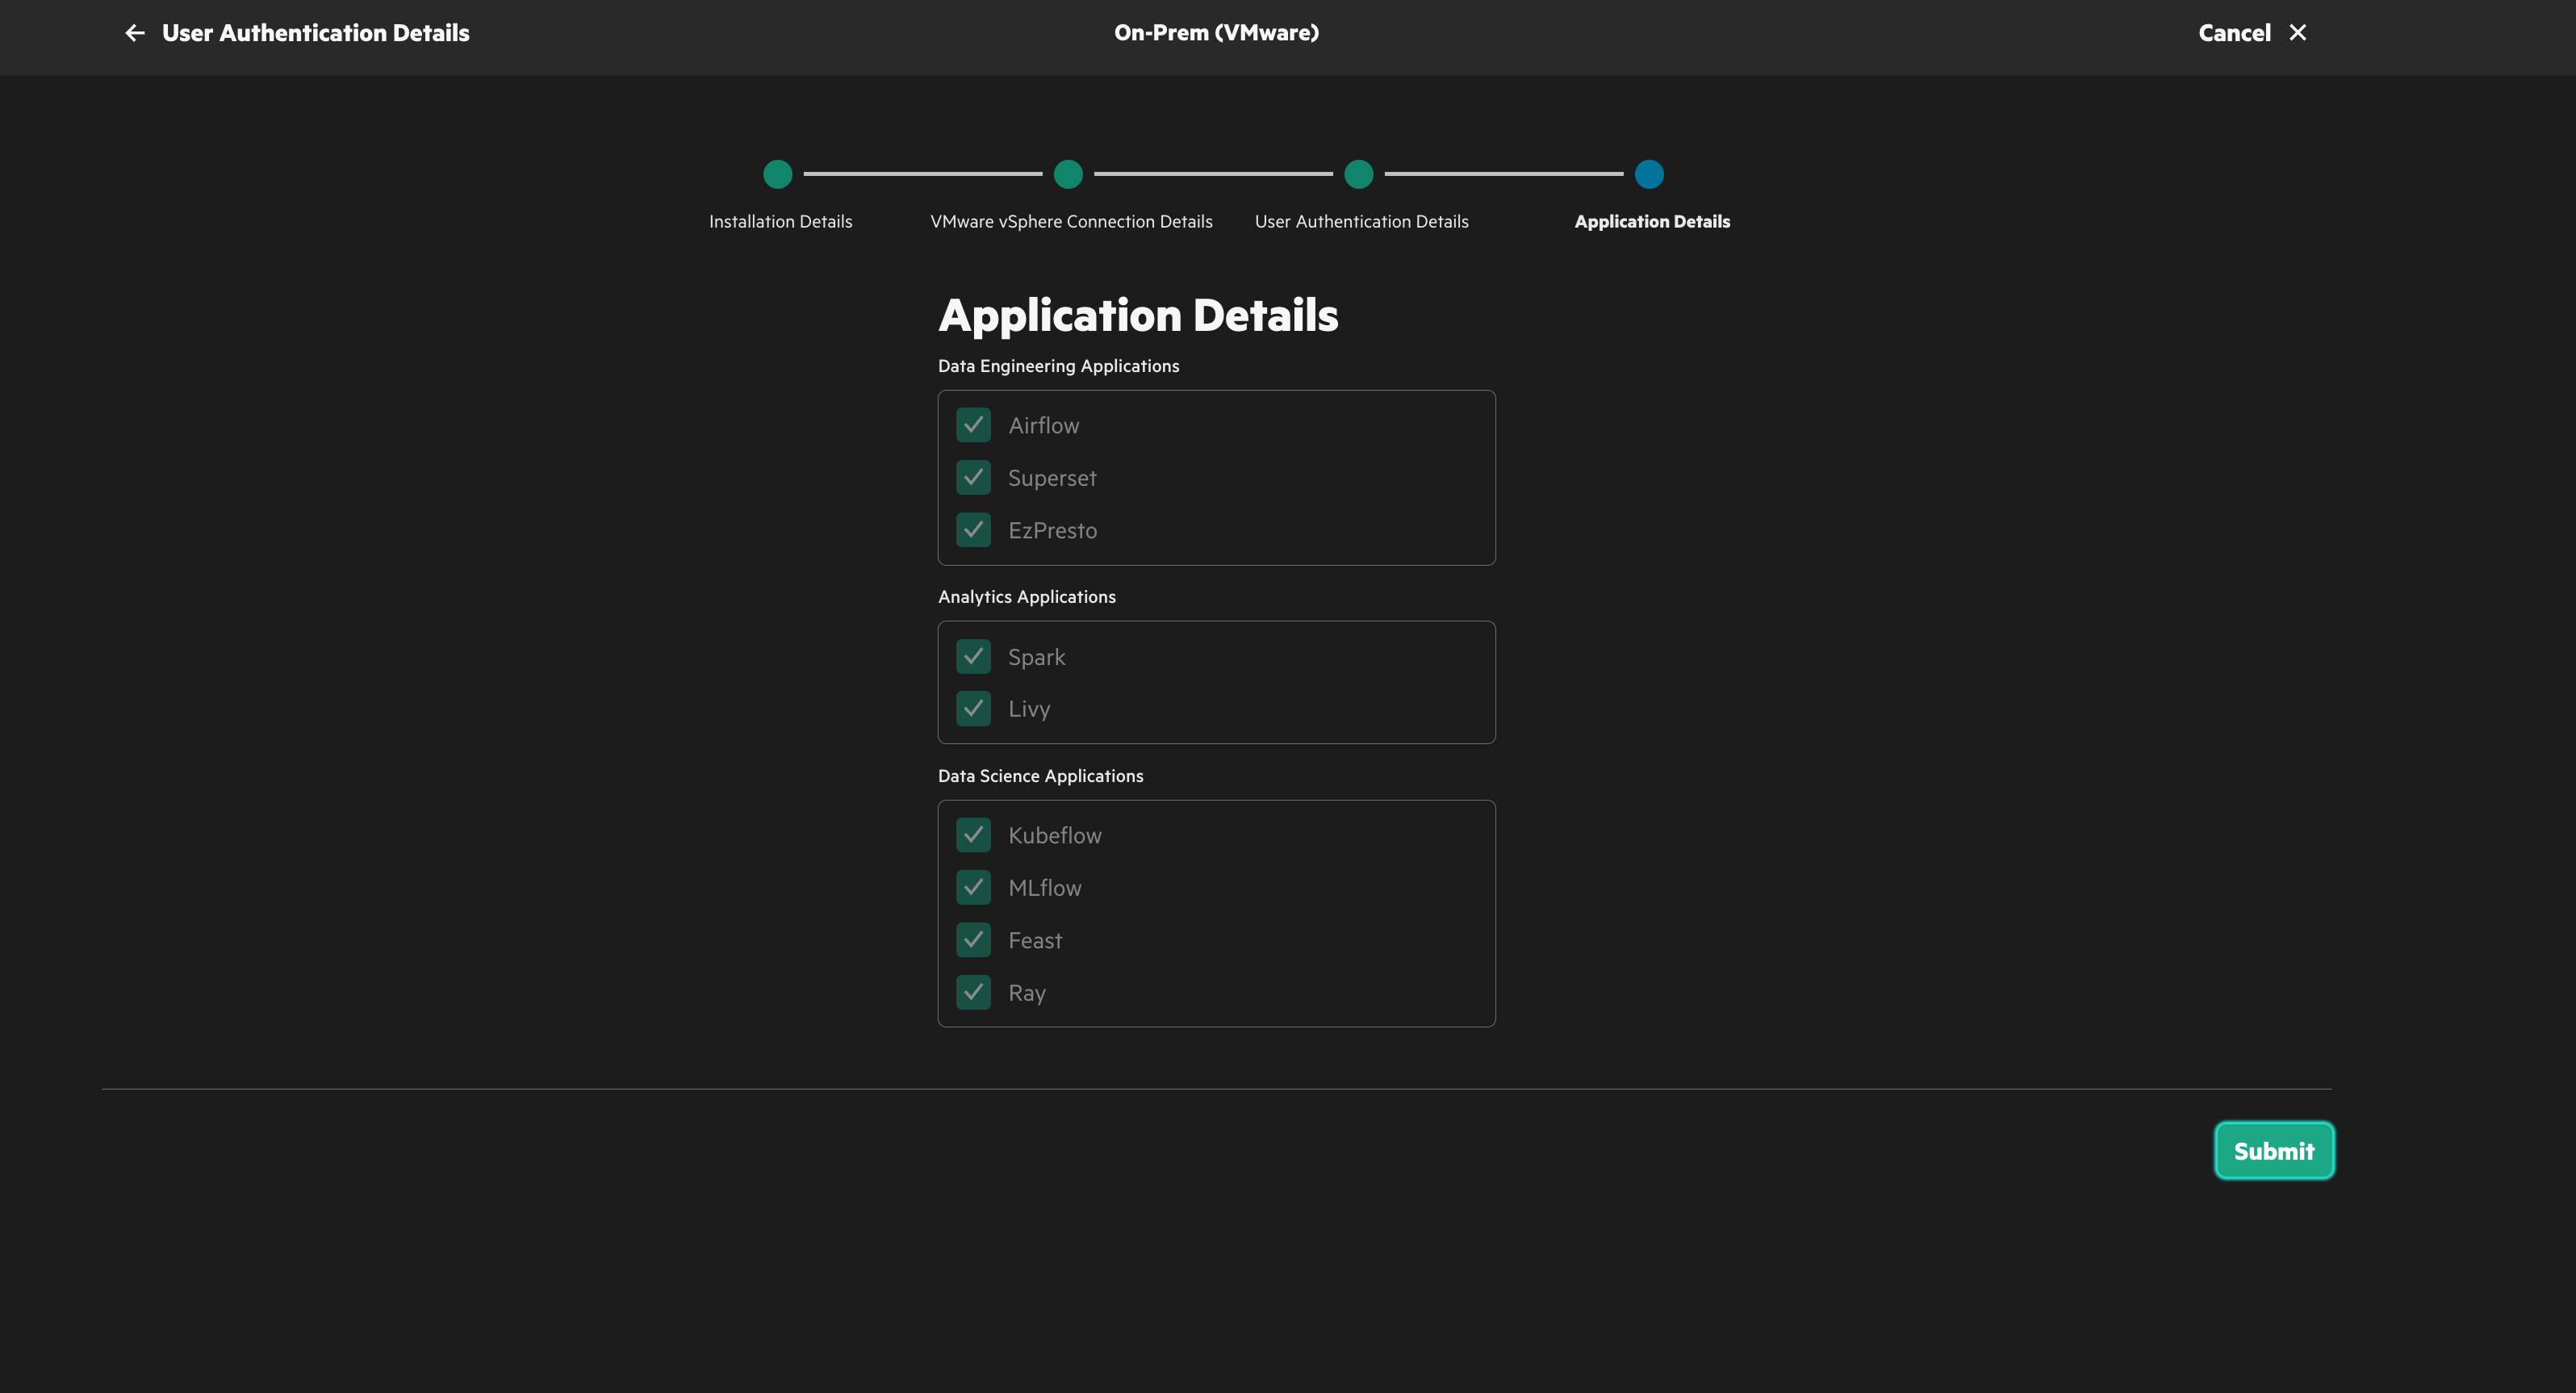 User Authentication Details
On-Prem (VMware)
Cancel
Installation Details
VMware vSphere Connection Details
User Authentication Details
Application Details
Application Details
Data Engineering Applications
Airflow
Superset
EzPresto
Analytics Applications
Spark
Livy
Data Science Applications
Kubeflow
MLflow
Feast
Ray
Submit